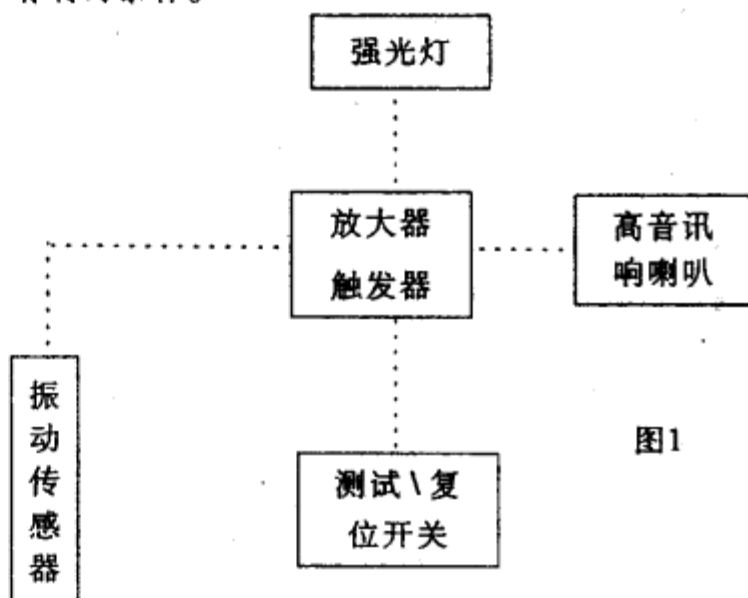 强光灯
放大器
触发器
高音讯
响喇叭
振
动
传
感
器
图1
测试\复
位开关